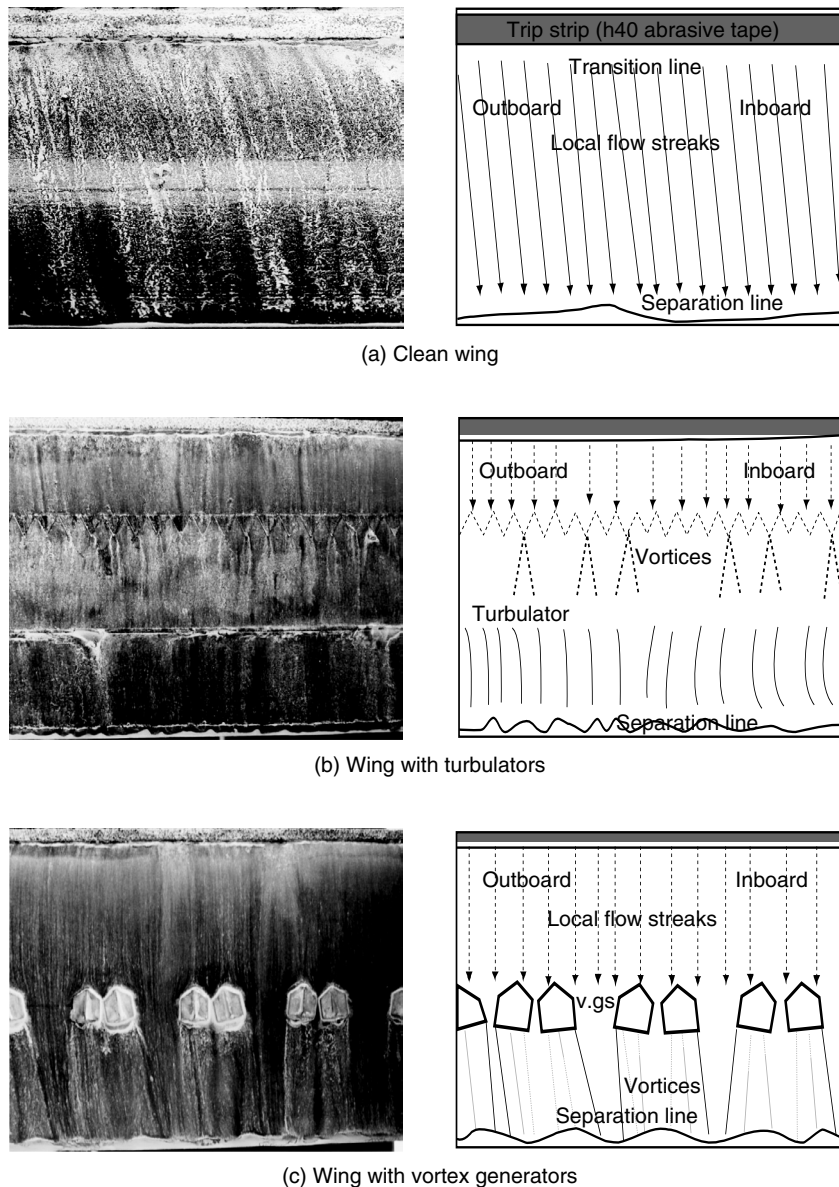 Trip strip (h40 abrasive tape)
Transition line
Outboard
Inboard
Local flow streaks
Separation line
(a) Clean wing
Outboard
Inboard
Vortices
Turbulator
Separation line
(b) Wing with turbulators
Outboard
Inboard
Local flow streaks
v.gs
Vortices
Separation line
(c) Wing with vortex generators